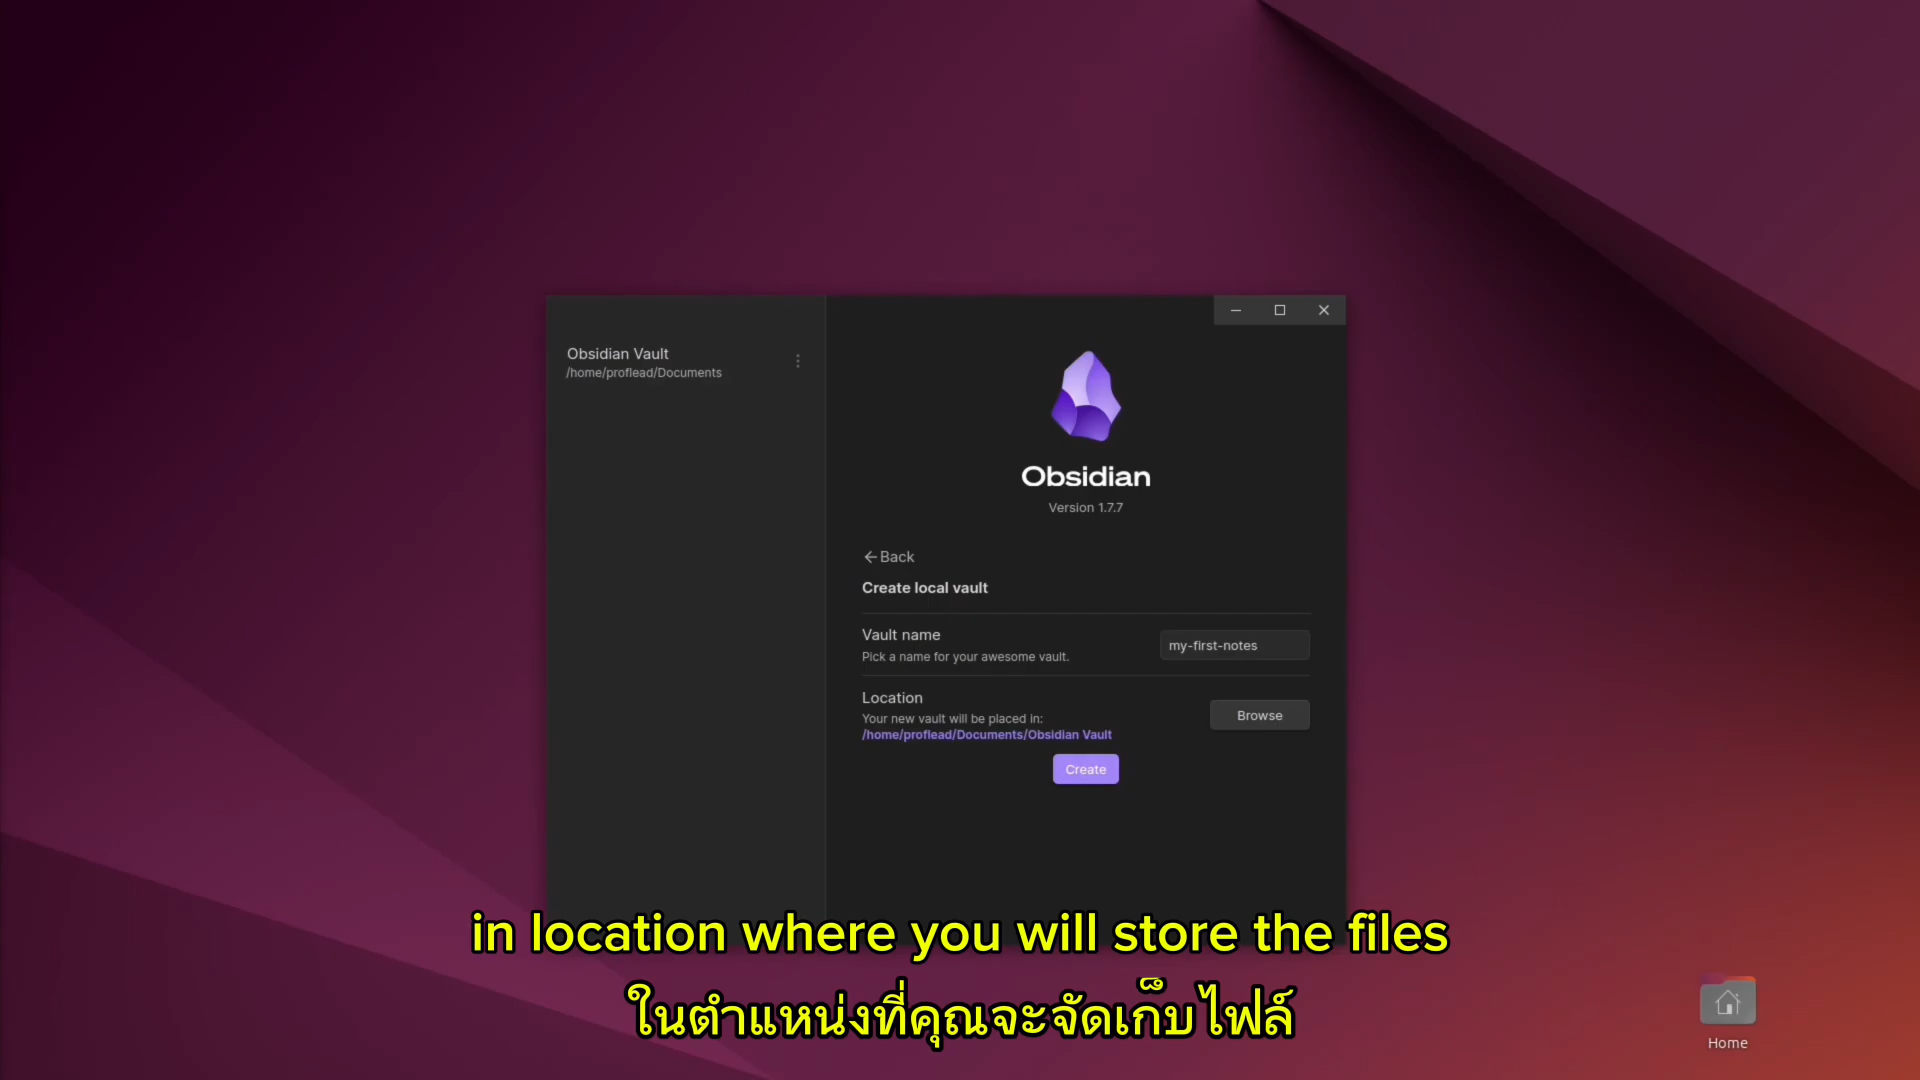 Obsidian Vault
/home/proflead/Documents
Obsidian
Version 1.7.7
Back
Create local vault
Vault name
Pick a name for your awesome vault.
my-first-notes
Location
Your new vault will be placed in:
/home/proflead/Documents/Obsidian Vault
Browse
Create
in location where you will store the files
ในตำแหน่งที่คุณจะจัดเก็บไฟล์
Home